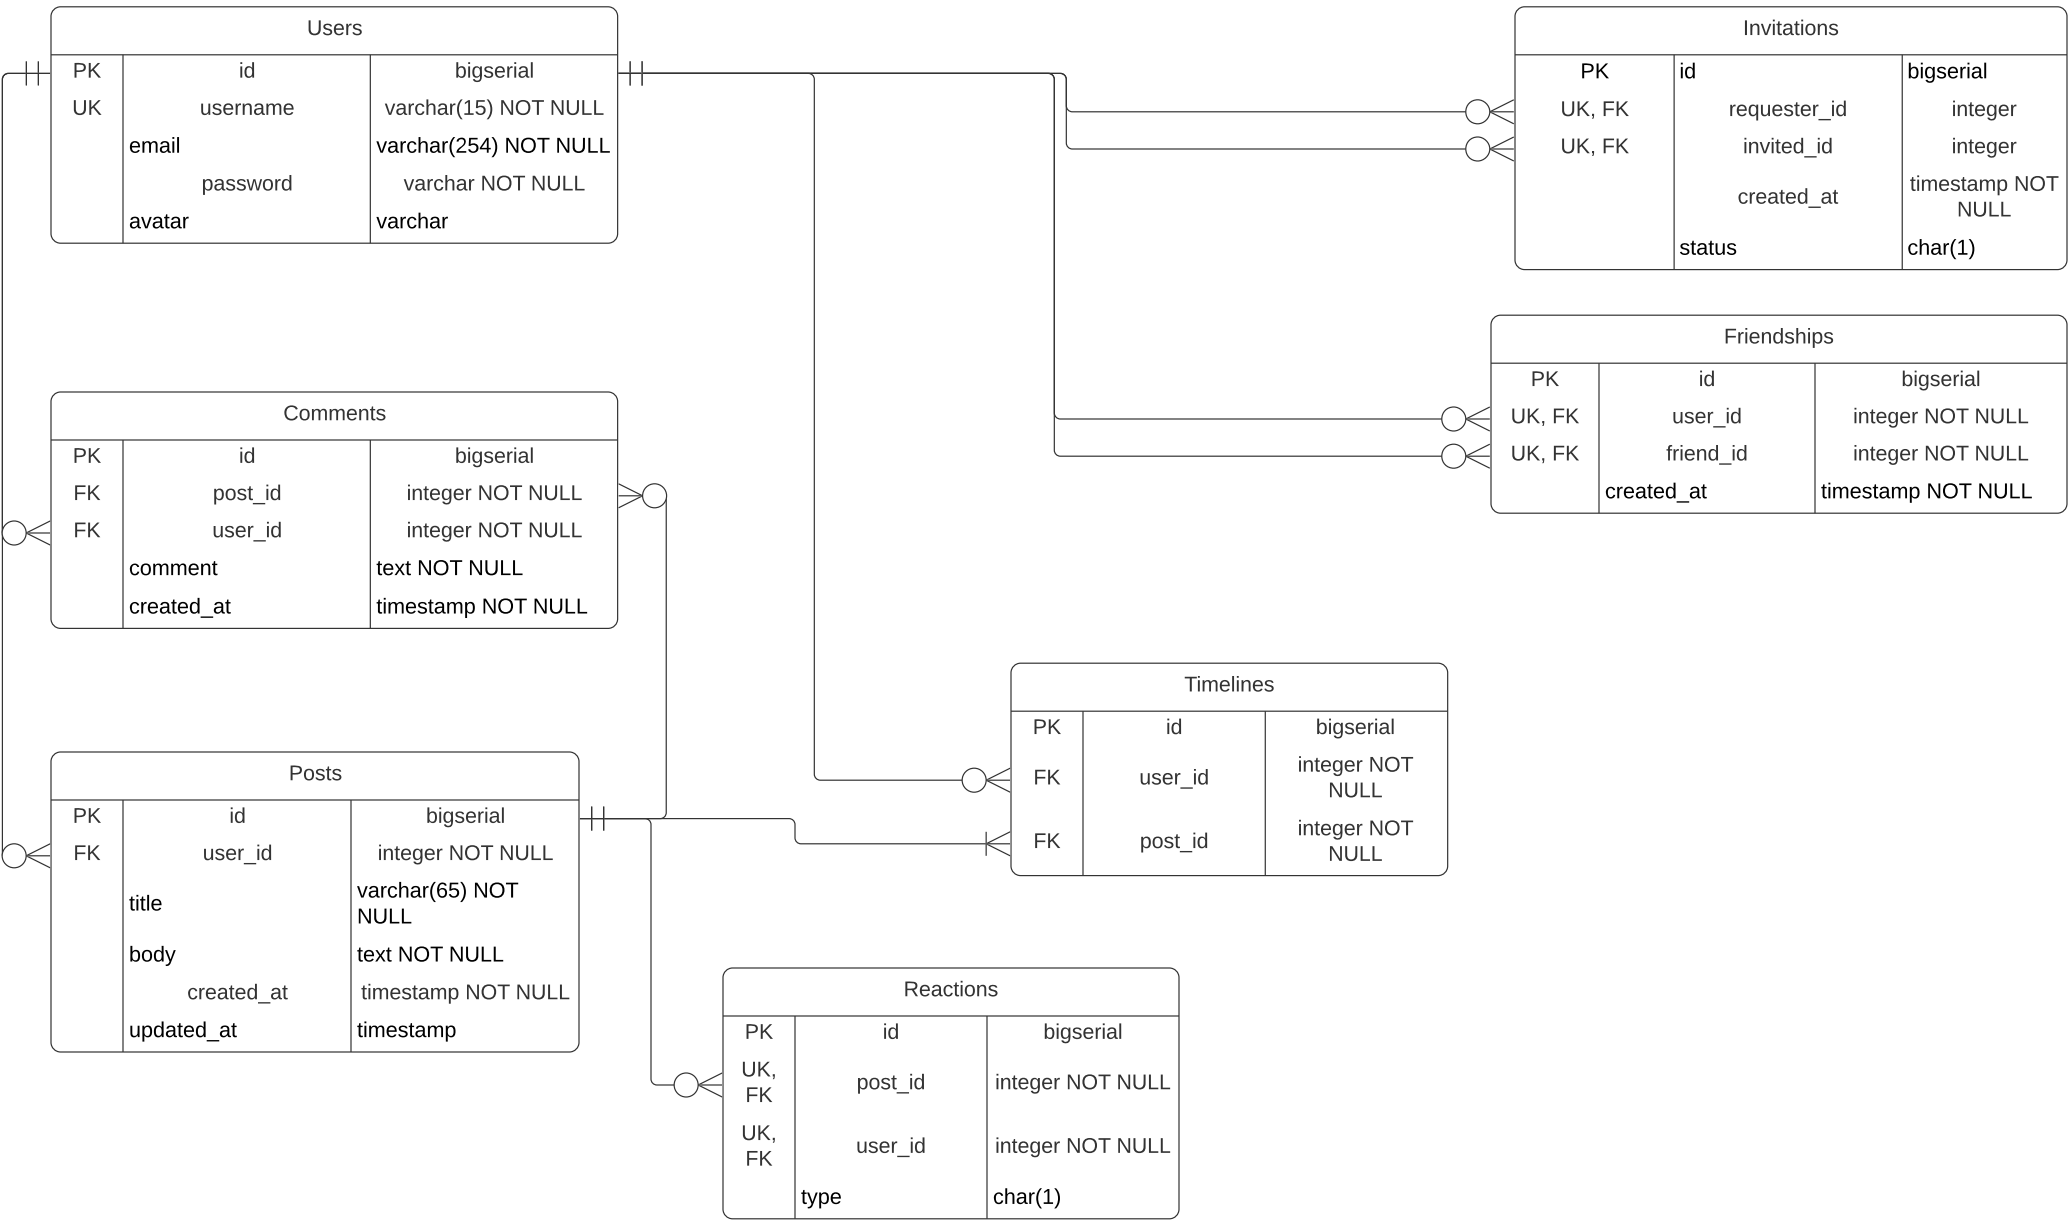 Users
PK id bigserial
UK username varchar(15) NOT NULL
email varchar(254) NOT NULL
password varchar NOT NULL
avatar varchar
Invitations
PK id bigserial
UK, FK requester_id integer
UK, FK invited_id integer
created_at timestamp NOT
NULL
status char(1)
Friendships
PK id bigserial
UK, FK user_id integer NOT NULL
UK, FK friend_id integer NOT NULL
created_at timestamp NOT NULL
Comments
PK id bigserial
FK post_id integer NOT NULL
FK user_id integer NOT NULL
comment text NOT NULL
created_at timestamp NOT NULL
Timelines
PK id bigserial
FK user_id integer NOT
NULL
FK post_id integer NOT
NULL
Posts
PK id bigserial
FK user_id integer NOT NULL
title varchar(65) NOT
NULL
body text NOT NULL
created_at timestamp NOT NULL
updated_at timestamp
Reactions
PK id bigserial
UK,
FK post_id integer NOT NULL
UK,
FK user_id integer NOT NULL
type char(1)